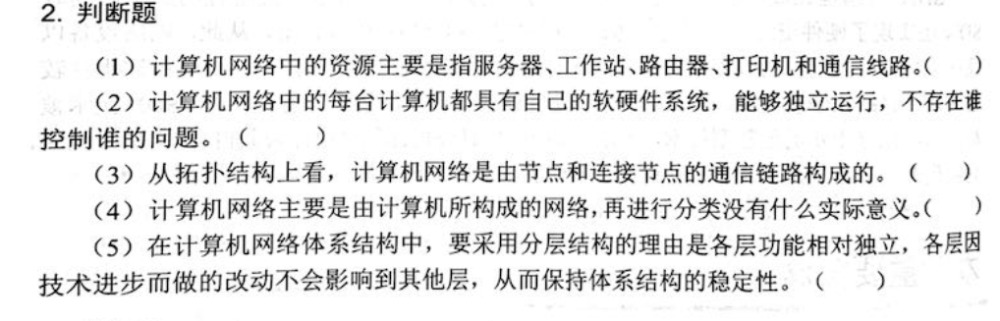 2. 判断题
（1）计算机网络中的资源主要是指服务器、工作站、路由器、打印机和通信线路。(　　)
（2）计算机网络中的每台计算机都具有自己的软硬件系统，能够独立运行，不存在谁
控制谁的问题。（　　）
（3）从拓扑结构上看，计算机网络是由节点和连接节点的通信链路构成的。（　　）
（4）计算机网络主要是由计算机所构成的网络，再进行分类没有什么实际意义。(　　)
（5）在计算机网络体系结构中，要采用分层结构的理由是各层功能相对独立，各层因
技术进步而做的改动不会影响到其他层，从而保持体系结构的稳定性。（　　）